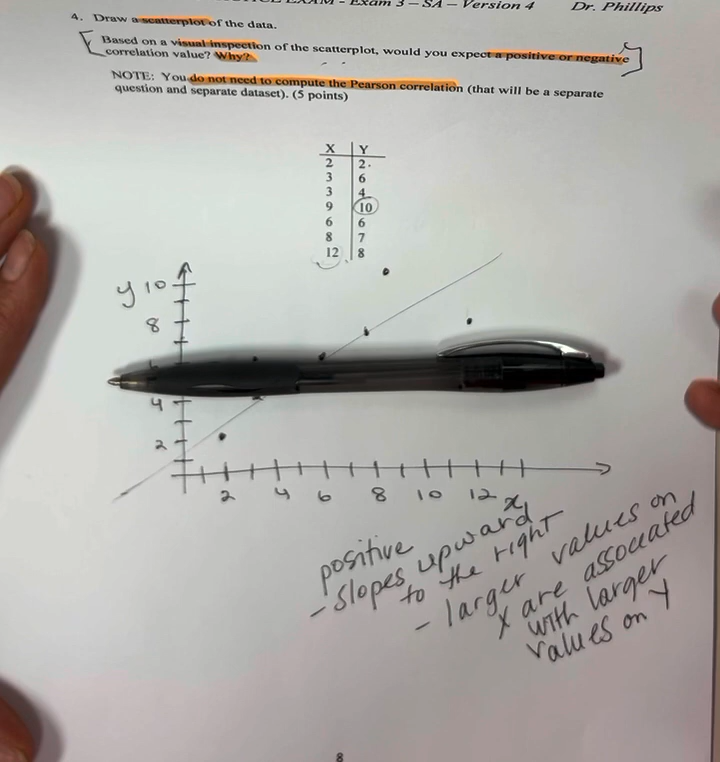 EXAM - Exam 3 – SA – Version 4 Dr. Phillips
4. Draw a scatterplot of the data.
Based on a visual inspection of the scatterplot, would you expect a positive or negative
correlation value? Why?
NOTE: You do not need to compute the Pearson correlation (that will be a separate
question and separate dataset). (5 points)
X Y
2 2
3 6
3 4
9 10
6 6
8 7
12 8
y 10
8
4
2
2 4 6 8 10 12 x
positive
- slopes upward
to the right
- larger values on
x are associated
with larger
values on Y
8